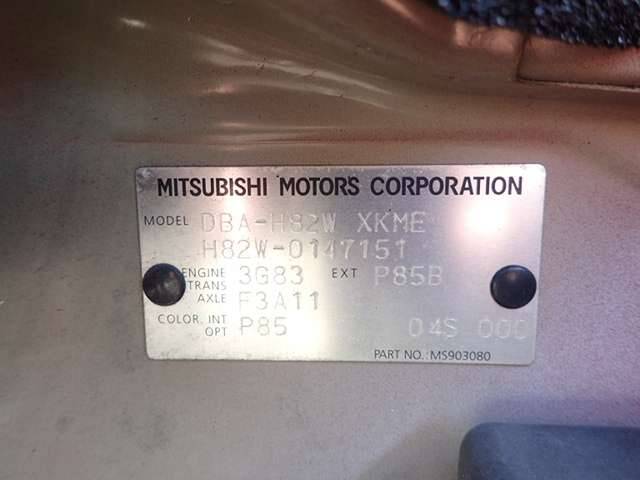 MITSUBISHI MOTORS CORPORATION
MODEL DBA-H82W XKME
H82W-0147151
ENGINE 3G83 EXT P85B
TRANS
AXLE F3A11
COLOR, INT P85 04S 000
OPT
PART NO.: MS903080